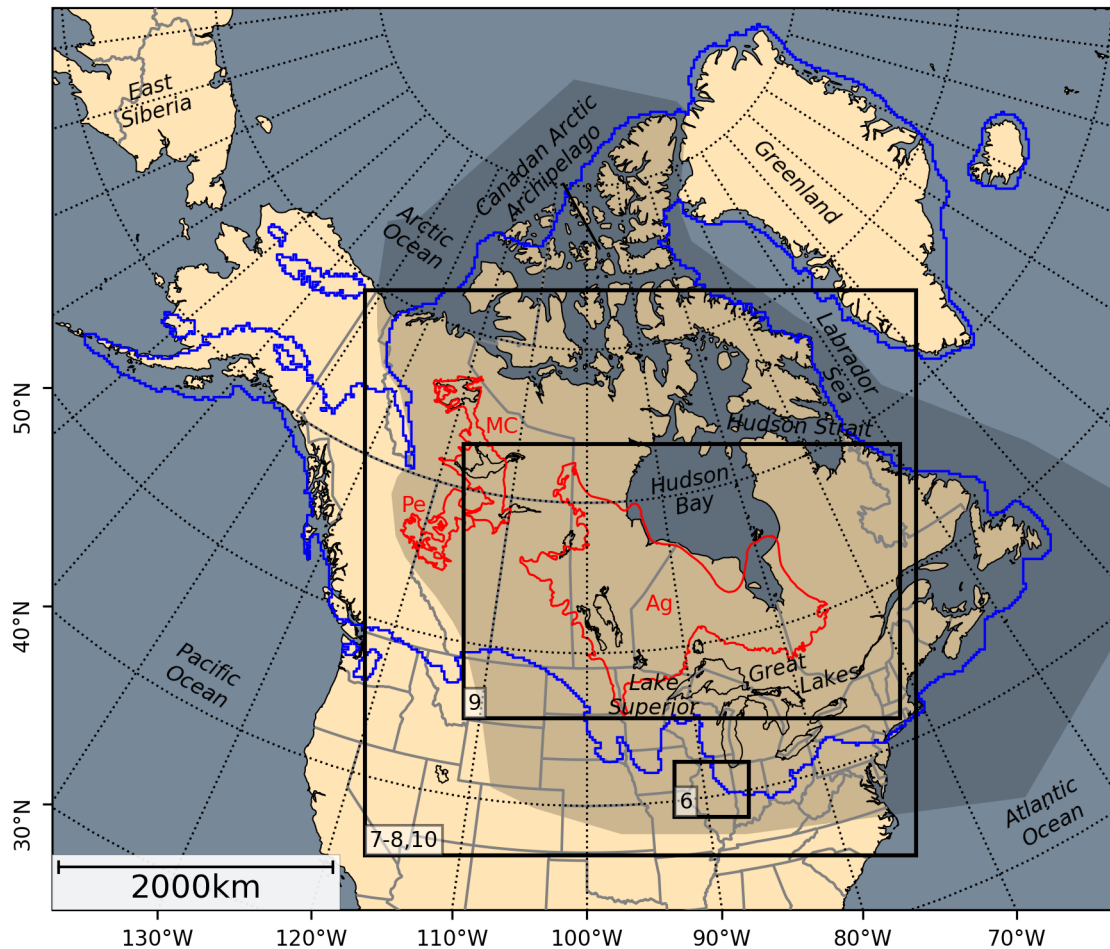 East
Siberia
Canadan Arctic
Archipelago
Arctic
Ocean
Greenland
Labrador
Sea
Hudson Strait
MC
Hudson
Bay
Pe
Ag
Great
Lakes
Lake
Superior
Pacific
Ocean
Atlantic
Ocean
9
6
7-8,10
2000km
50°N
40°N
30°N
130°W
120°W
110°W
100°W
90°W
80°W
70°W